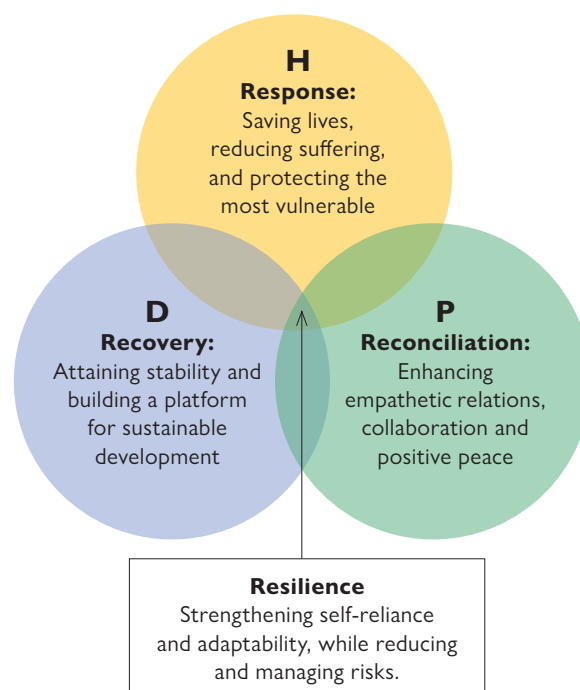 H
Response:
Saving lives,
reducing suffering,
and protecting the
most vulnerable
D
Recovery:
Attaining stability and
building a platform
for sustainable
development
P
Reconciliation:
Enhancing
empathetic relations,
collaboration and
positive peace
Resilience
Strengthening self-reliance
and adaptability, while reducing
and managing risks.